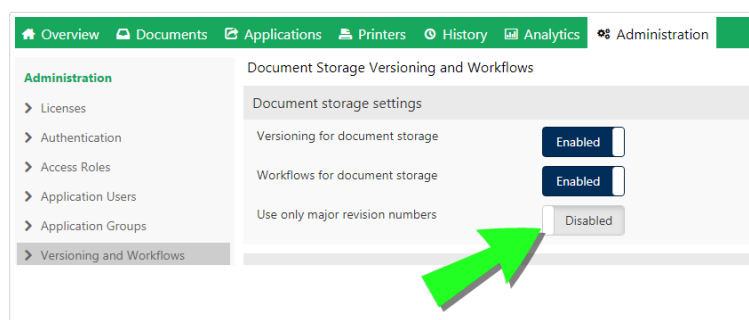 Overview Documents Applications Printers History Analytics Administration
Administration
Licenses
Authentication
Access Roles
Application Users
Application Groups
Versioning and Workflows
Document Storage Versioning and Workflows
Document storage settings
Versioning for document storage Enabled
Workflows for document storage Enabled
Use only major revision numbers Disabled